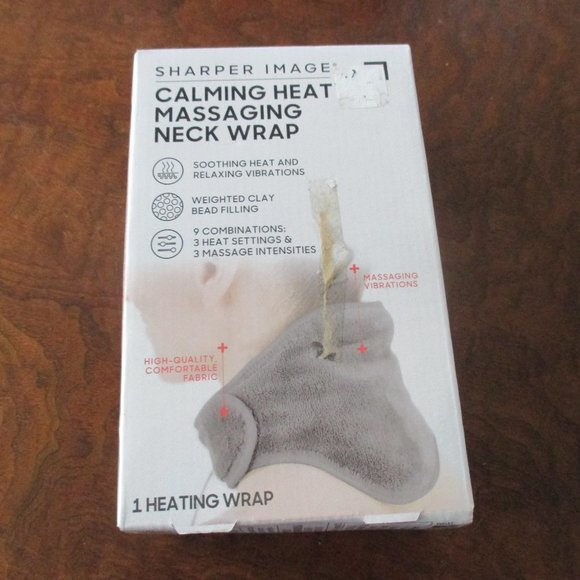 SHARPER IMAGE
CALMING HEAT
MASSAGING
NECK WRAP
SOOTHING HEAT AND
RELAXING VIBRATIONS
WEIGHTED CLAY
BEAD FILLING
9 COMBINATIONS:
3 HEAT SETTINGS &
3 MASSAGE INTENSITIES
MASSAGING
VIBRATIONS
HIGH-QUALITY,
COMFORTABLE
FABRIC
1 HEATING WRAP